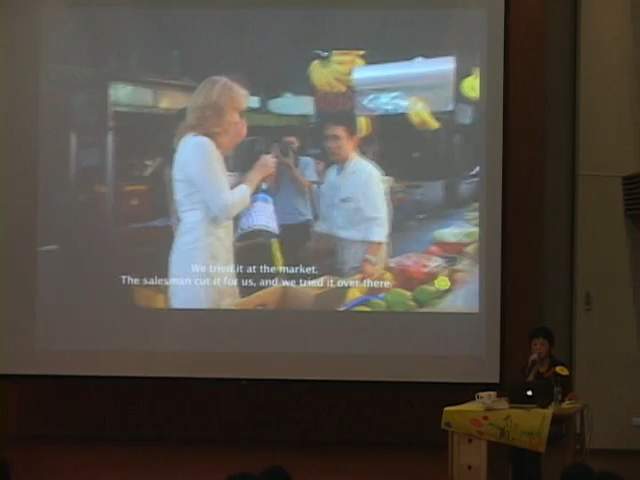 We tried it at the market.
The salesman cut it for us, and we tried it over there.